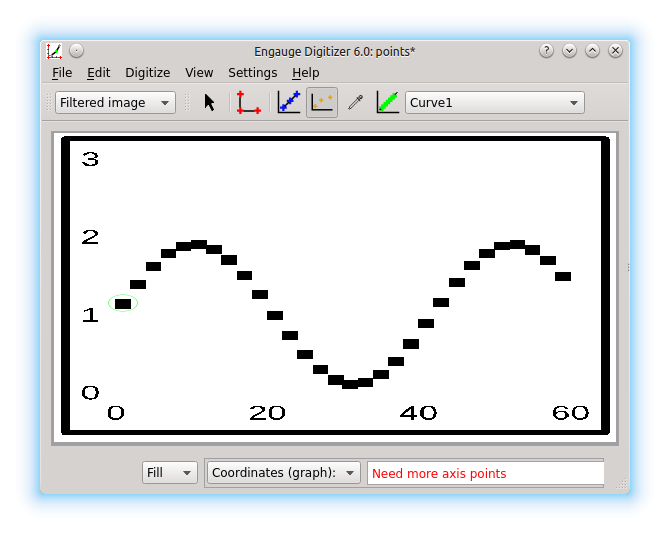 Engauge Digitizer 6.0: points*
File Edit Digitize View Settings Help
Filtered image Curve1
3
2
1
0
0 20 40 60
Fill Coordinates (graph): Need more axis points